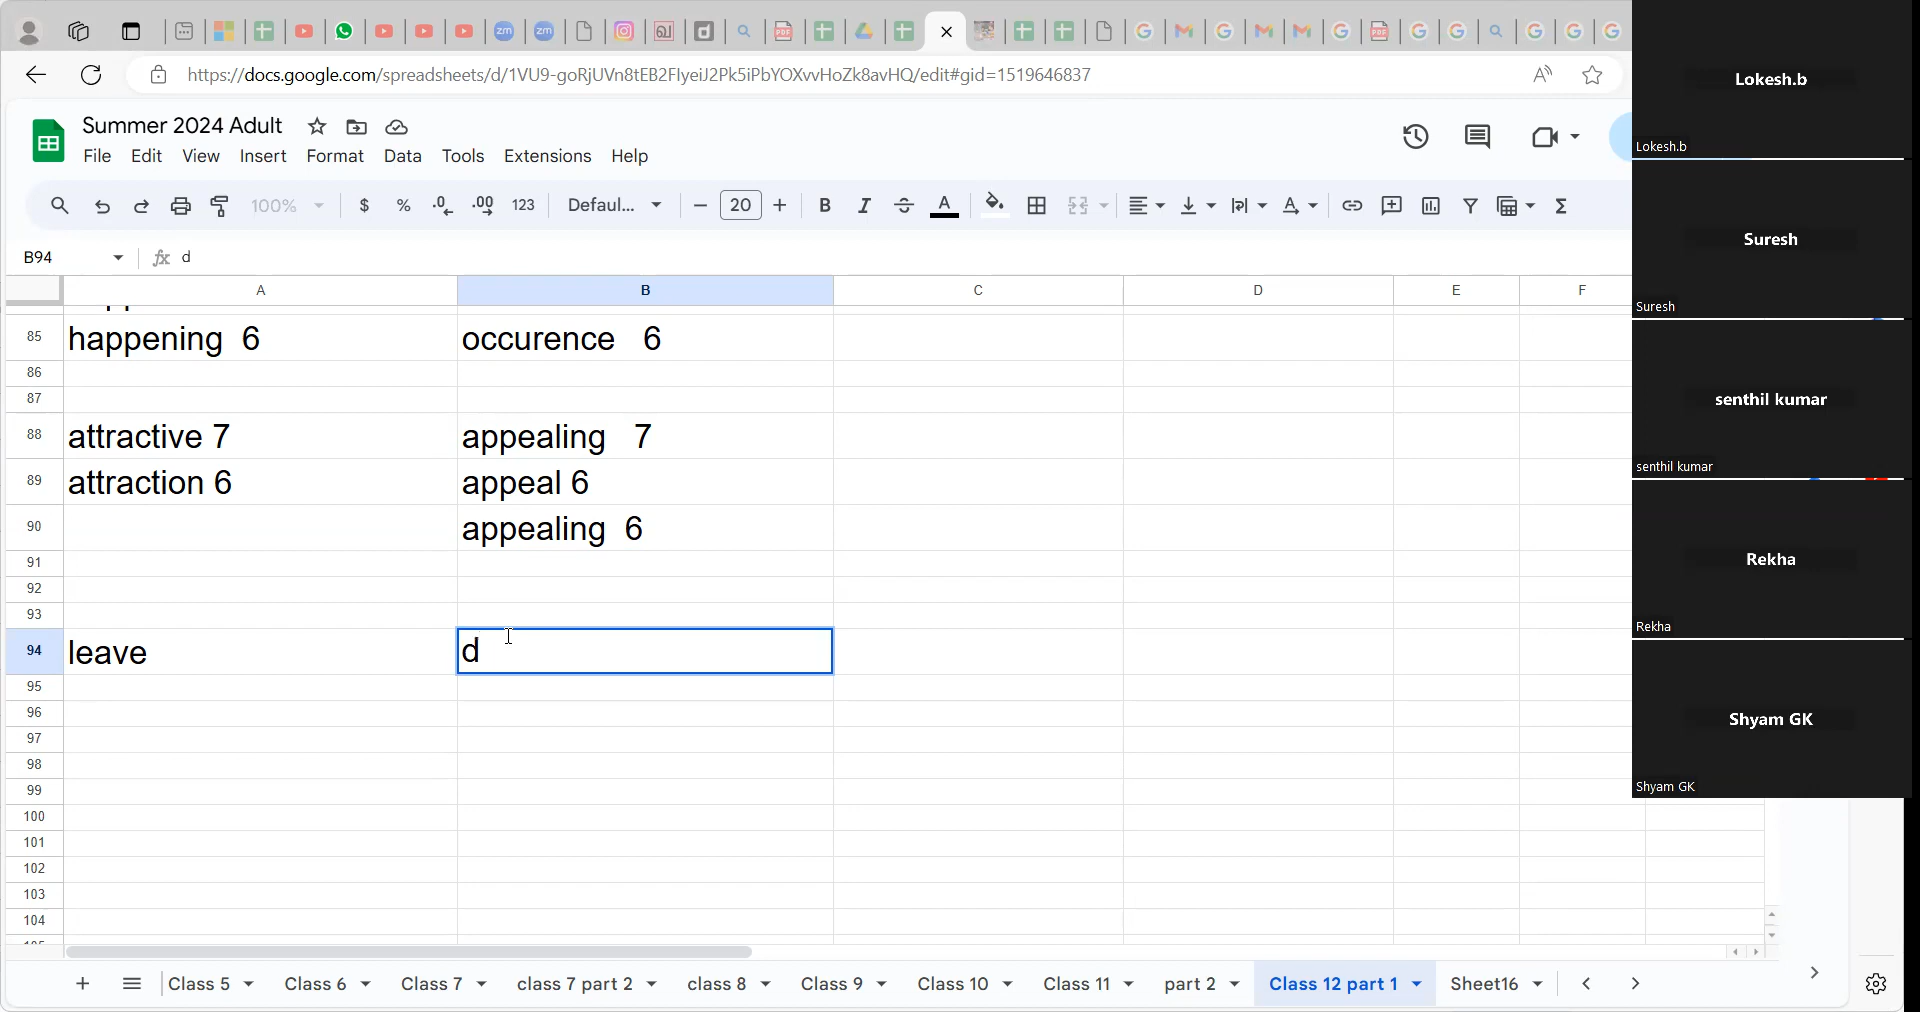 https://docs.google.com/spreadsheets/d/1VU9-goRjUVn8tEB2FlyeiJ2Pk5iPbYOXvvHoZk8avHQ/edit#gid=1519646837
Summer 2024 Adult
File Edit View Insert Format Data Tools Extensions Help
100% $ % .0 .00 123 Defaul... 20 B I A
B94 fx d
A B C D E F
85 happening 6 occurence 6
86
87
88 attractive 7 appealing 7
89 attraction 6 appeal 6
90 appealing 6
91
92
93
94 leave d
95
96
97
98
99
100
101
102
103
104
Class 5 Class 6 Class 7 class 7 part 2 class 8 Class 9 Class 10 Class 11 part 2 Class 12 part 1 Sheet16
Lokesh.b
Lokesh.b
Suresh
Suresh
senthil kumar
senthil kumar
Rekha
Rekha
Shyam GK
Shyam GK